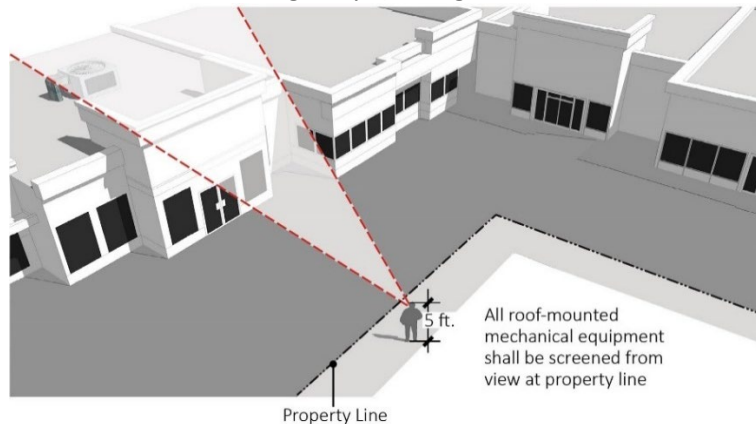 5 ft.
All roof-mounted
mechanical equipment
shall be screened from
view at property line
Property Line